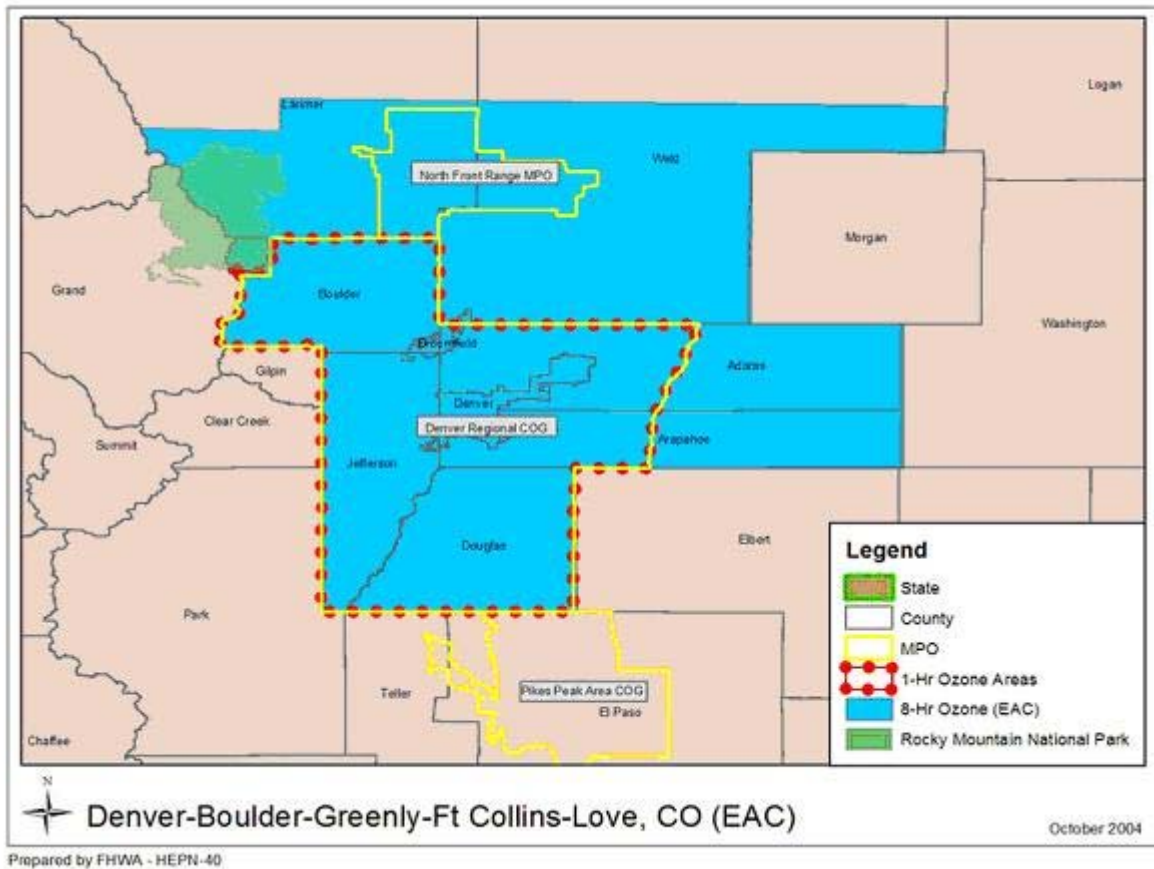 Logan
Larimer
Weld
North Front Range MPO
Morgan
Grand
Boulder
Washington
Broomfield
Gilpin
Adams
Denver
Clear Creek
Denver Regional COG
Arapahoe
Summit
Jefferson
Elbert
Douglas
Park
Teller
Pikes Peak Area COG
El Paso
Chaffee
Legend
State
County
MPO
1-Hr Ozone Areas
8-Hr Ozone (EAC)
Rocky Mountain National Park
N
Denver-Boulder-Greenly-Ft Collins-Love, CO (EAC)
October 2004
Prepared by FHWA - HEPN-40